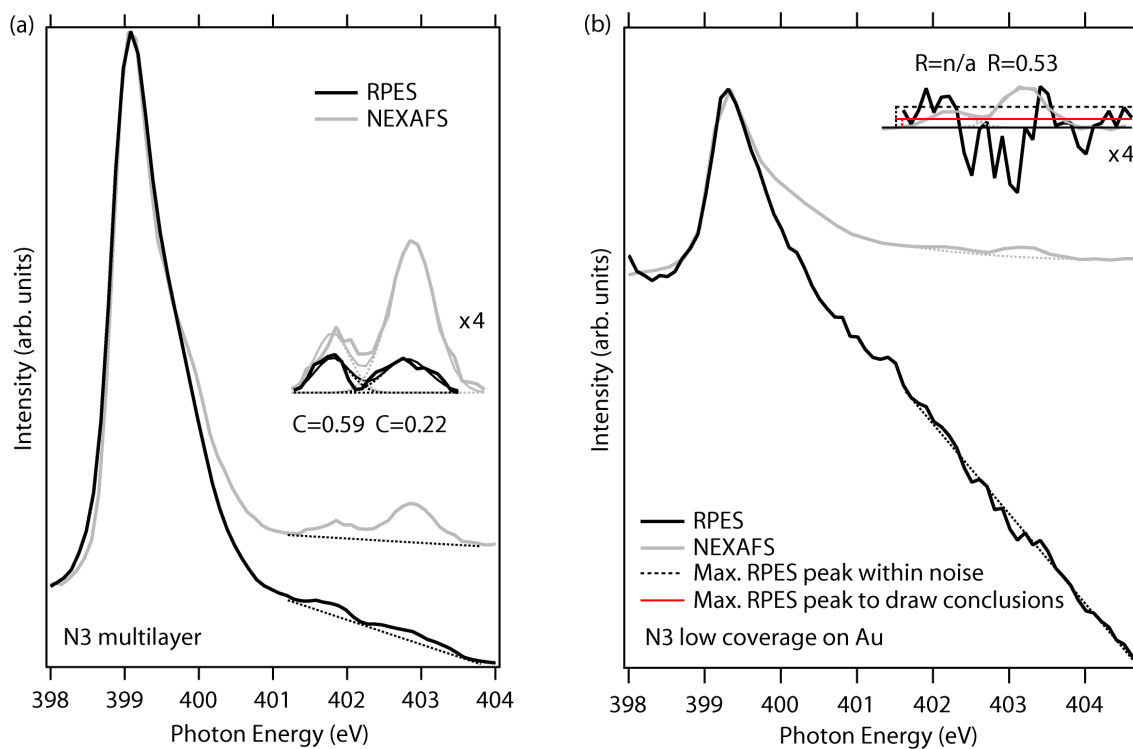 (a)
RPES
NEXAFS
x4
C=0.59 C=0.22
N3 multilayer
Intensity (arb. units)
398 399 400 401 402 403 404
Photon Energy (eV)
(b)
R=n/a R=0.53
x4
RPES
NEXAFS
Max. RPES peak within noise
Max. RPES peak to draw conclusions
N3 low coverage on Au
Intensity (arb. units)
398 399 400 401 402 403 404
Photon Energy (eV)